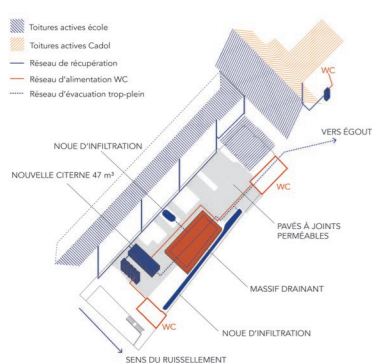 Toitures actives école
Toitures actives Cadol
Réseau de récupération
Réseau d'alimentation WC
Réseau d'évacuation trop-plein
WC
VERS ÉGOUT
NOUE D'INFILTRATION
NOUVELLE CITERNE 47 m³
WC
PAVÉS À JOINTS
PERMÉABLES
MASSIF DRAINANT
WC
NOUE D'INFILTRATION
SENS DU RUISSELLEMENT